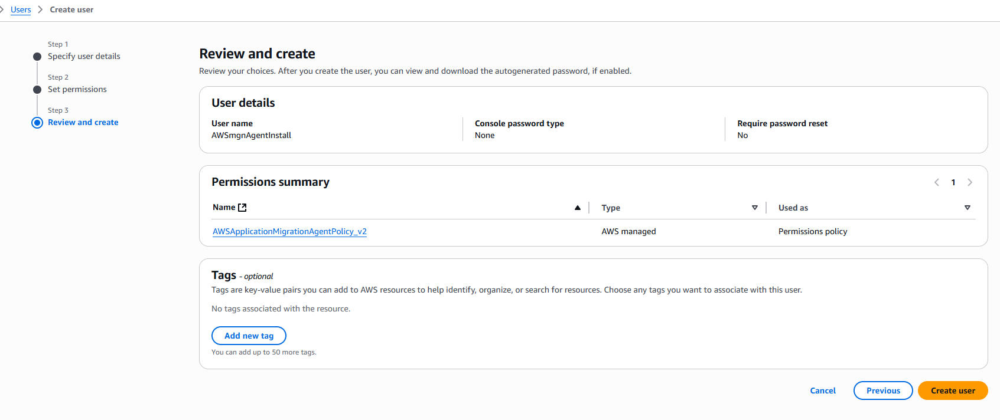 Users > Create user
Step 1
Specify user details
Step 2
Set permissions
Step 3
Review and create
Review and create
Review your choices. After you create the user, you can view and download the autogenerated password, if enabled.
User details
User name
AWSmgnAgentInstall
Console password type
None
Require password reset
No
Permissions summary
1
Name Type Used as
AWSApplicationMigrationAgentPolicy_v2 AWS managed Permissions policy
Tags - optional
Tags are key-value pairs you can add to AWS resources to help identify, organize, or search for resources. Choose any tags you want to associate with this user.
No tags associated with the resource.
Add new tag
You can add up to 50 more tags.
Cancel Previous Create user